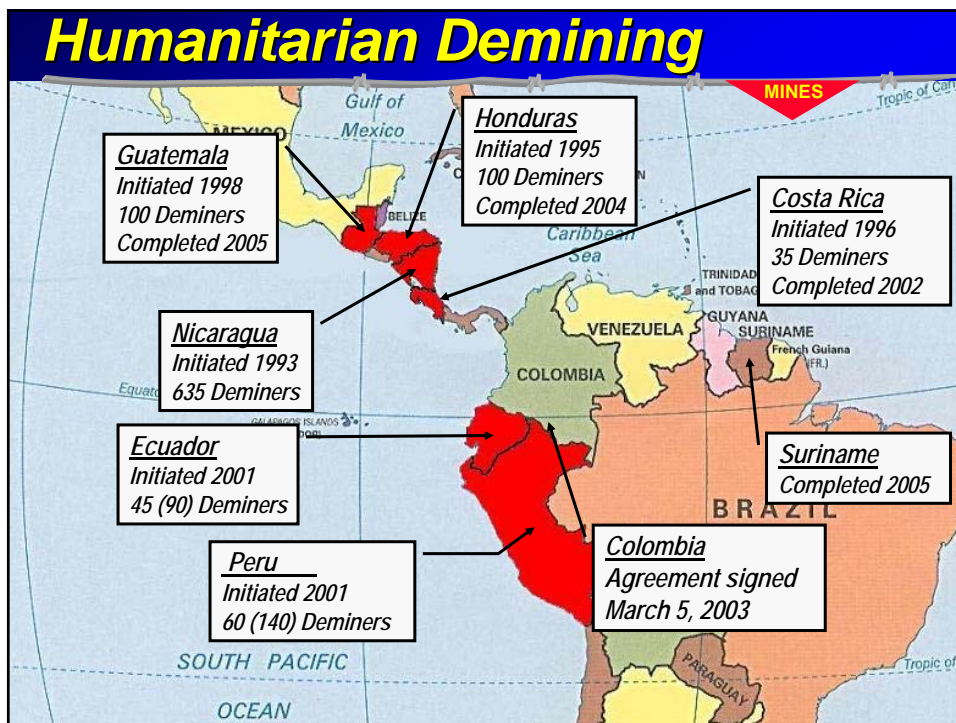 Humanitarian Demining
MINES
Gulf of
Mexico
Tropic of
MEXICO
Honduras
Initiated 1995
100 Deminers
Completed 2004
Guatemala
Initiated 1998
100 Deminers
Completed 2005
BELIZE
Caribbean
Sea
Costa Rica
Initiated 1996
35 Deminers
Completed 2002
TRINIDAD
and TOBAGO
GUYANA
SURINAME
French Guiana
(FR.)
VENEZUELA
COLOMBIA
Nicaragua
Initiated 1993
635 Deminers
GALAPAGOS ISLANDS
Ecuador
Initiated 2001
45 (90) Deminers
Suriname
Completed 2005
BRAZIL
Peru
Initiated 2001
60 (140) Deminers
Colombia
Agreement signed
March 5, 2003
SOUTH PACIFIC
OCEAN
PARAGUAY
Tropic of